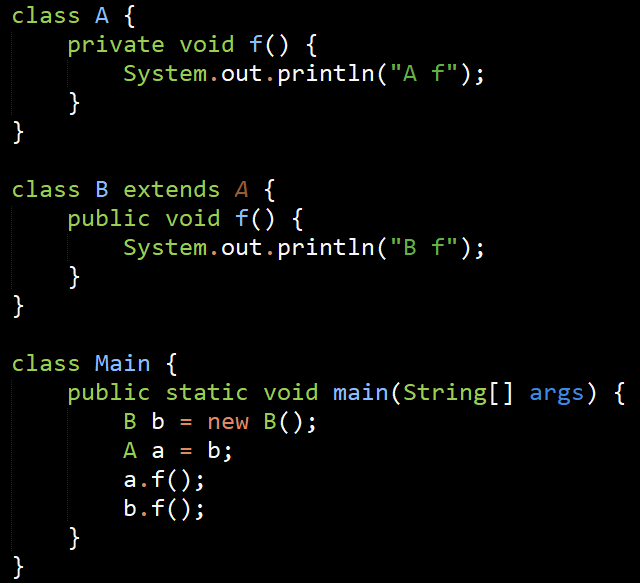 class A {
    private void f() {
        System.out.println("A f");
    }
}

class B extends A {
    public void f() {
        System.out.println("B f");
    }
}

class Main {
    public static void main(String[] args) {
        B b = new B();
        A a = b;
        a.f();
        b.f();
    }
}